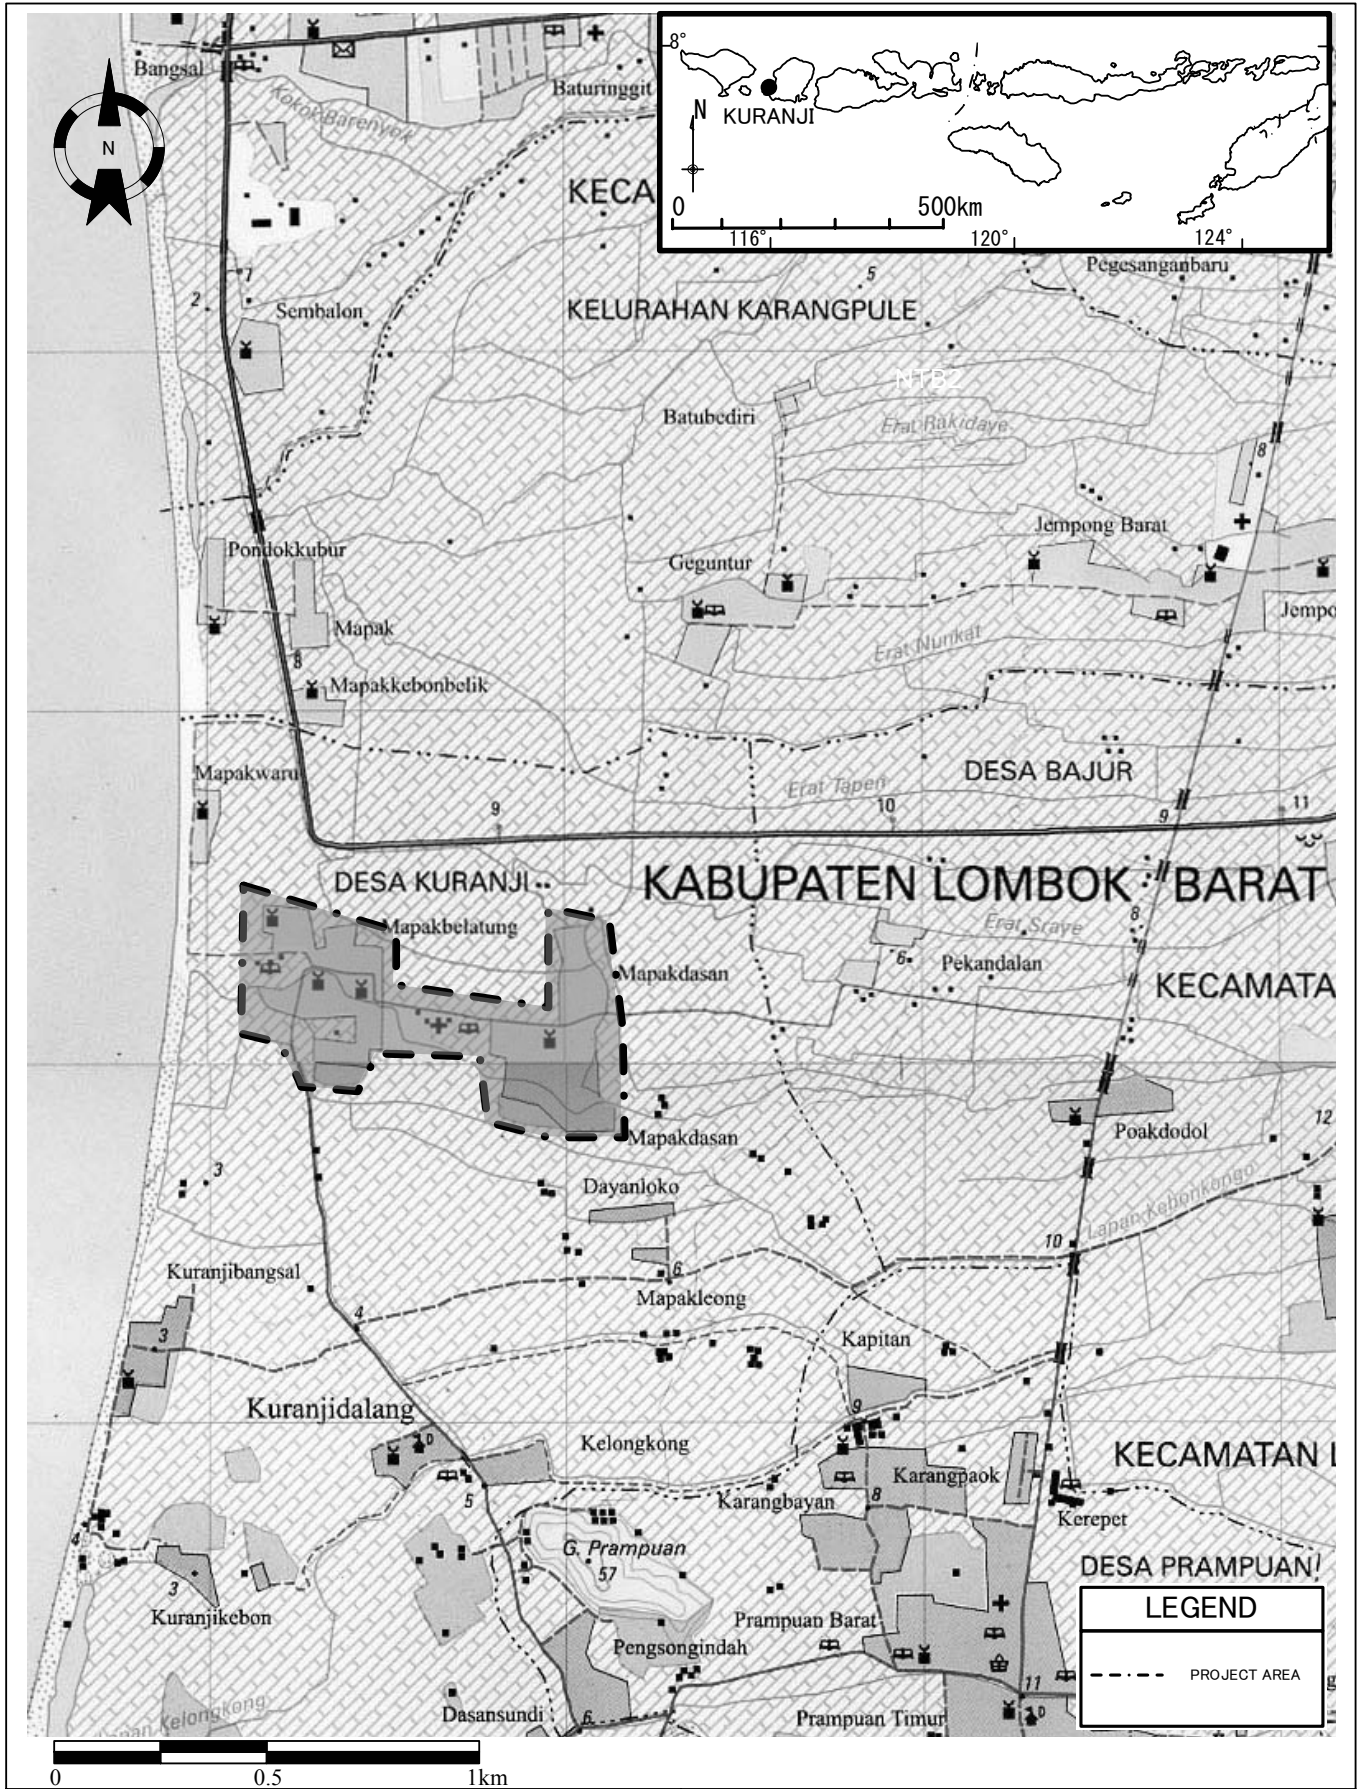 Bangsal
Baturinggit
Kokok Barenyok
N
KECA
8°
N
KURANJI
0
500km
116°
120°
124°
Pegesanganbaru
7
2
5
Sembalon
KELURAHAN KARANGPULE
NTB2
Batubediri
Erat Rakidaye
8
Jempong Barat
Pondokkubur
Geguntur
Jempo
Mapak
Erat Nunkat
8
Mapakkebonbelik
Mapakwaru
DESA BAJUR
Erat Tapen
9
10
9
11
DESA KURANJI
KABUPATEN LOMBOK BARAT
8
Mapakbelatung
Erat Sraye
6
Pekandalan
Mapakdasan
KECAMATA
Mapakdasan
Poakdodol
12
3
Dayanloko
Lapan Kebonkongo
10
Kuranjibangsal
6
Mapakleong
4
3
Kapitan
Kuranjidalang
9
D
Kelongkong
KECAMATAN L
Karangpaok
5
Karangbayan
8
Kerepet
4
G. Prampuan
57
DESA PRAMPUAN
3
Kuranjikebon
Prampuan Barat
Pengsongindah
LEGEND
PROJECT AREA
11
Lapan Kelongkong
Dasansundi
6
Prampuan Timur
D
0
0.5
1km